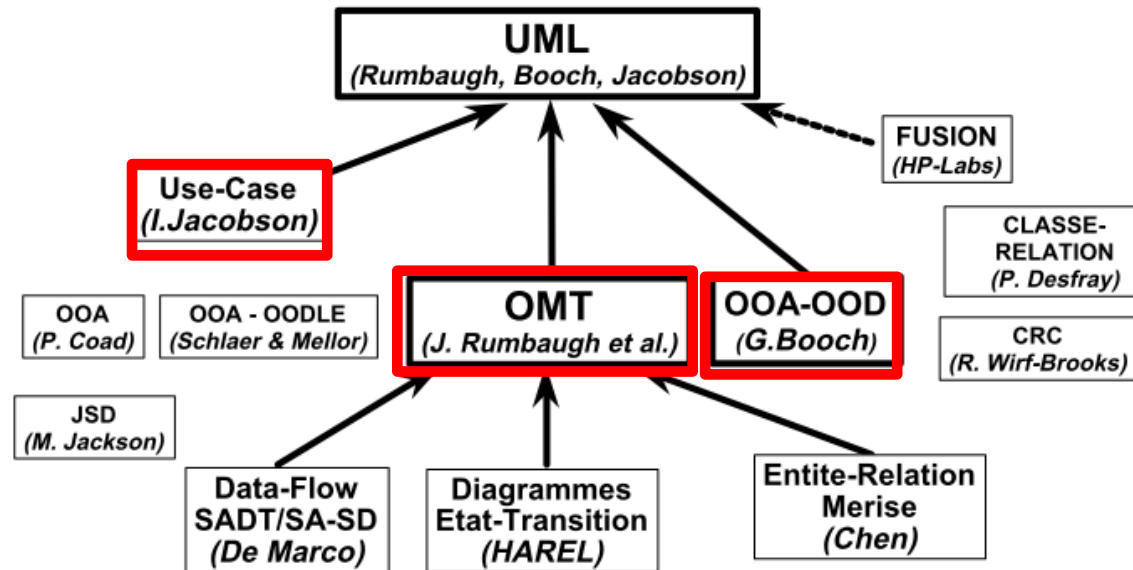 UML
(Rumbaugh, Booch, Jacobson)
FUSION
(HP-Labs)
Use-Case
(I.Jacobson)
CLASSE-
RELATION
(P. Desfray)
OOA
(P. Coad)
OOA - OODLE
(Schlaer & Mellor)
OMT
(J. Rumbaugh et al.)
OOA-OOD
(G.Booch)
CRC
(R. Wirf-Brooks)
JSD
(M. Jackson)
Data-Flow
SADT/SA-SD
(De Marco)
Diagrammes
Etat-Transition
(HAREL)
Entite-Relation
Merise
(Chen)